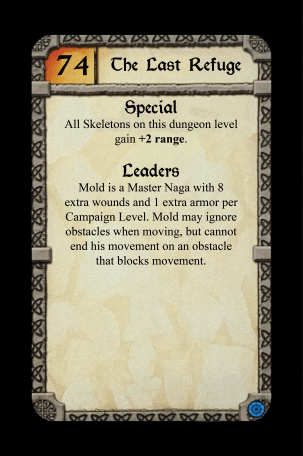 74 The Last Refuge
Special
All Skeletons on this dungeon level
gain +2 range.
Leaders
Mold is a Master Naga with 8
extra wounds and 1 extra armor per
Campaign Level. Mold may ignore
obstacles when moving, but cannot
end his movement on an obstacle
that blocks movement.